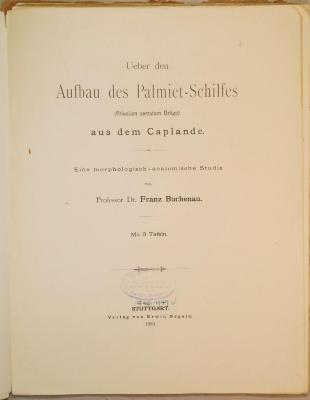 Ueber den
Aufbau des Palmiet-Schilfes
(Prionium serratum Drège)
aus dem Caplande.
Eine morphologisch-anatomische Studie
von
Professor Dr. Franz Buchenau.
Mit 3 Tafeln.
STUTTGART.
Verlag von Erwin Nägele.
1893.